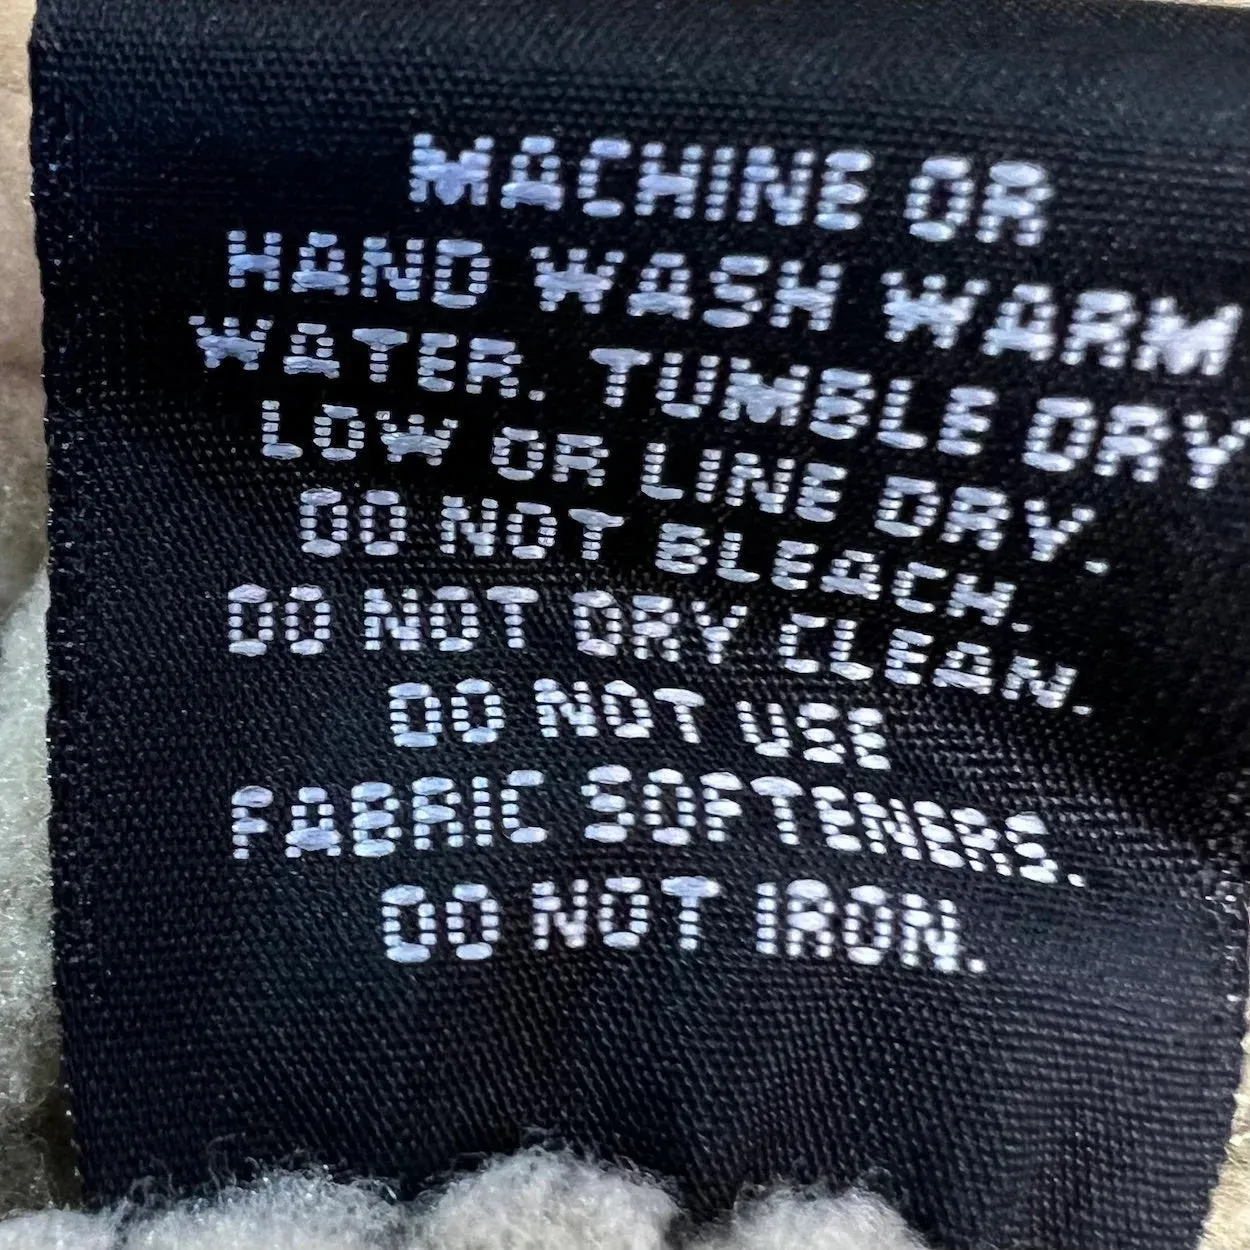 MACHINE OR
HAND WASH WARM
WATER. TUMBLE DRY
LOW OR LINE DRY.
DO NOT BLEACH.
DO NOT DRY CLEAN.
DO NOT USE
FABRIC SOFTENERS.
DO NOT IRON.